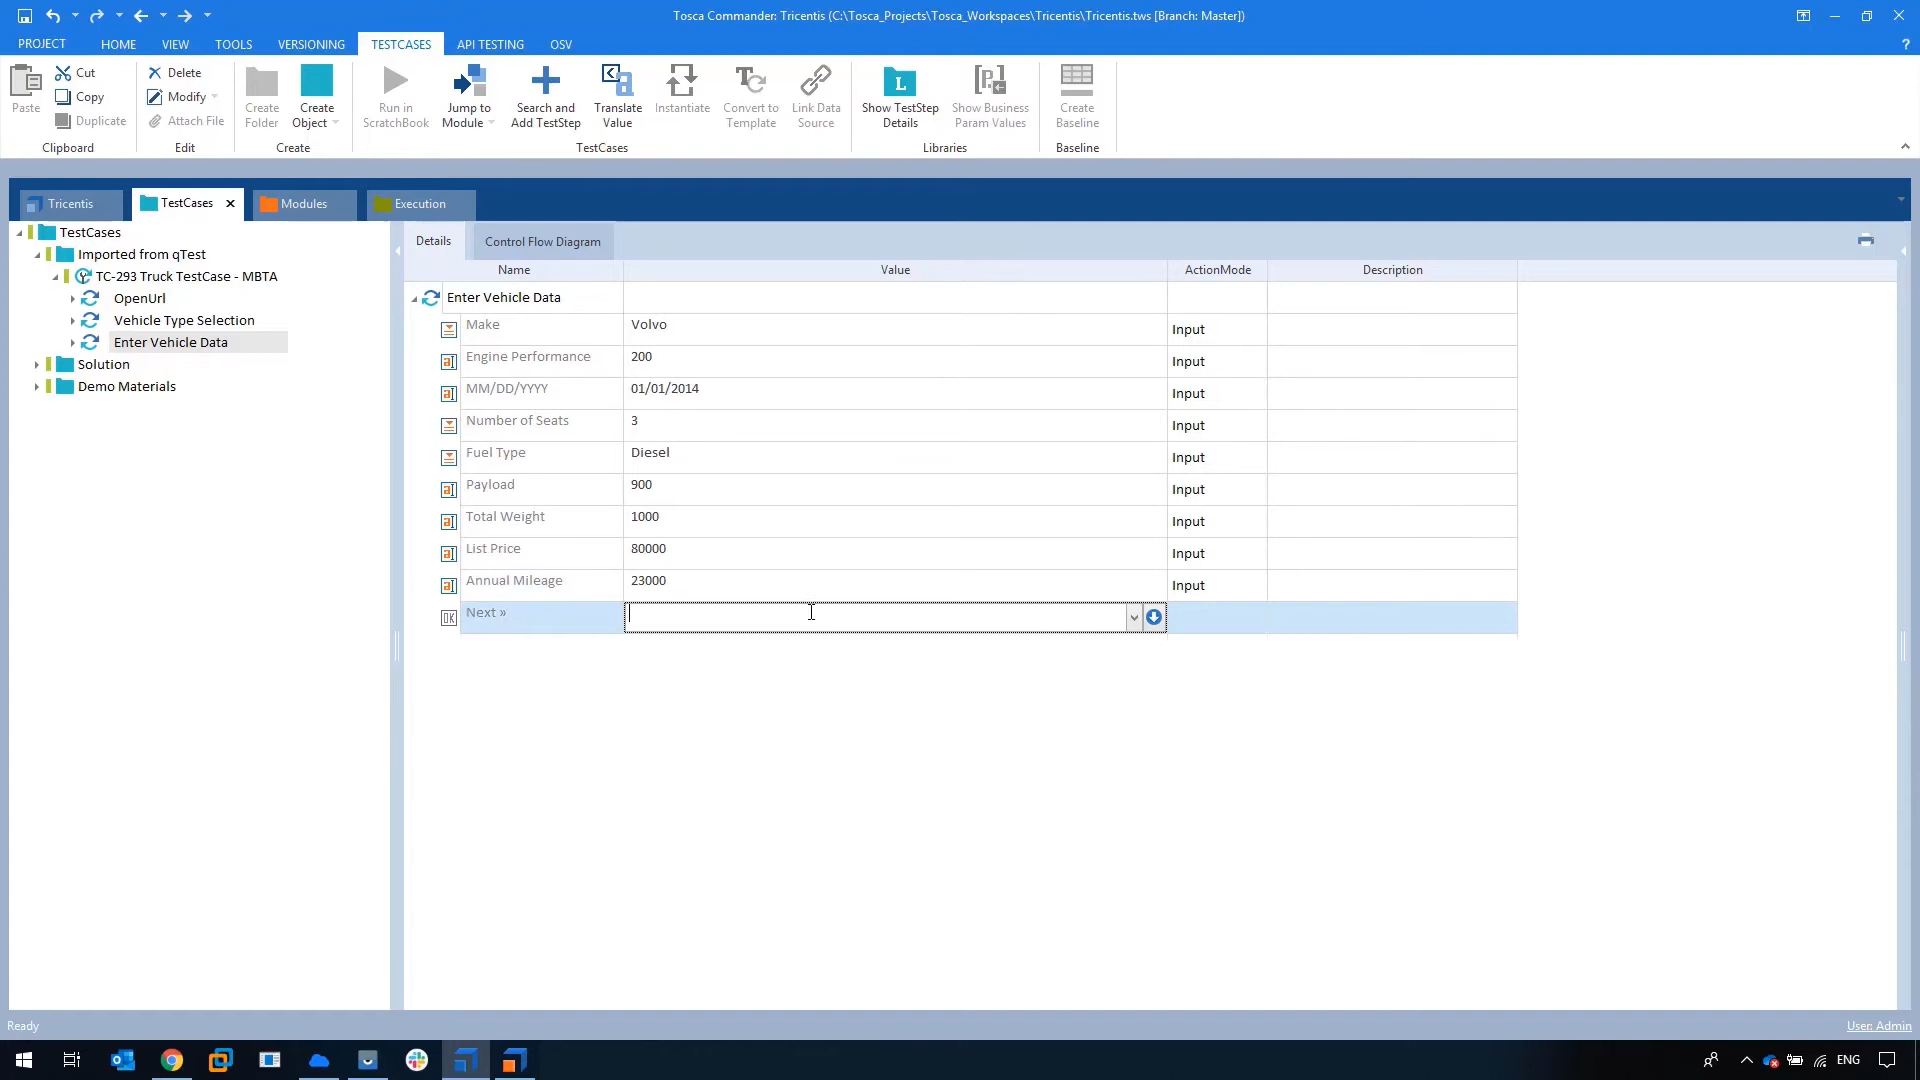 Tosca Commander: Tricentis (C:\Tosca_Projects\Tosca_Workspaces\Tricentis\Tricentis.tws [Branch: Master])
PROJECT HOME VIEW TOOLS VERSIONING TESTCASES API TESTING OSV ?
Paste
Cut
Copy
Duplicate
Clipboard
Delete
Modify
Attach File
Edit
Create Folder
Create Object
Create
Run in ScratchBook
Jump to Module
Search and Add TestStep
Translate Value
Instantiate
Convert to Template
Link Data Source
TestCases
Show TestStep Details
Show Business Param Values
Libraries
Create Baseline
Baseline
Tricentis TestCases Modules Execution
TestCases
Imported from qTest
TC-293 Truck TestCase - MBTA
OpenUrl
Vehicle Type Selection
Enter Vehicle Data
Solution
Demo Materials
Details Control Flow Diagram
Name Value ActionMode Description
Enter Vehicle Data
Make Volvo Input
Engine Performance 200 Input
MM/DD/YYYY 01/01/2014 Input
Number of Seats 3 Input
Fuel Type Diesel Input
Payload 900 Input
Total Weight 1000 Input
List Price 80000 Input
Annual Mileage 23000 Input
Next »
Ready
User: Admin
ENG